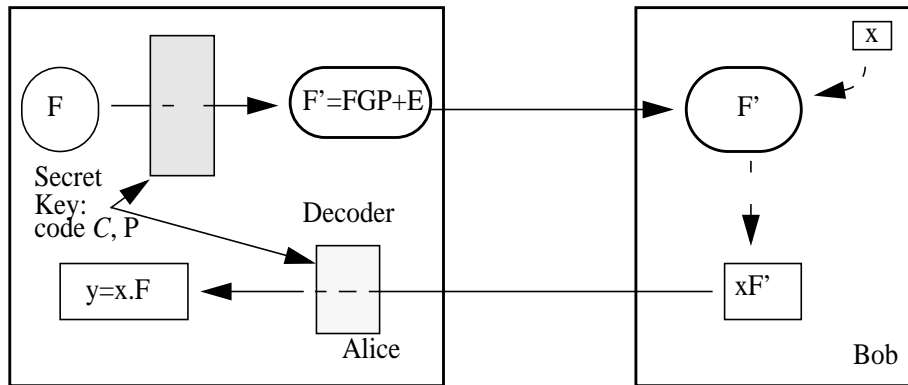 F
F'=FGP+E
Secret
Key:
code C, P
Decoder
y=x.F
Alice
x
F'
xF'
Bob